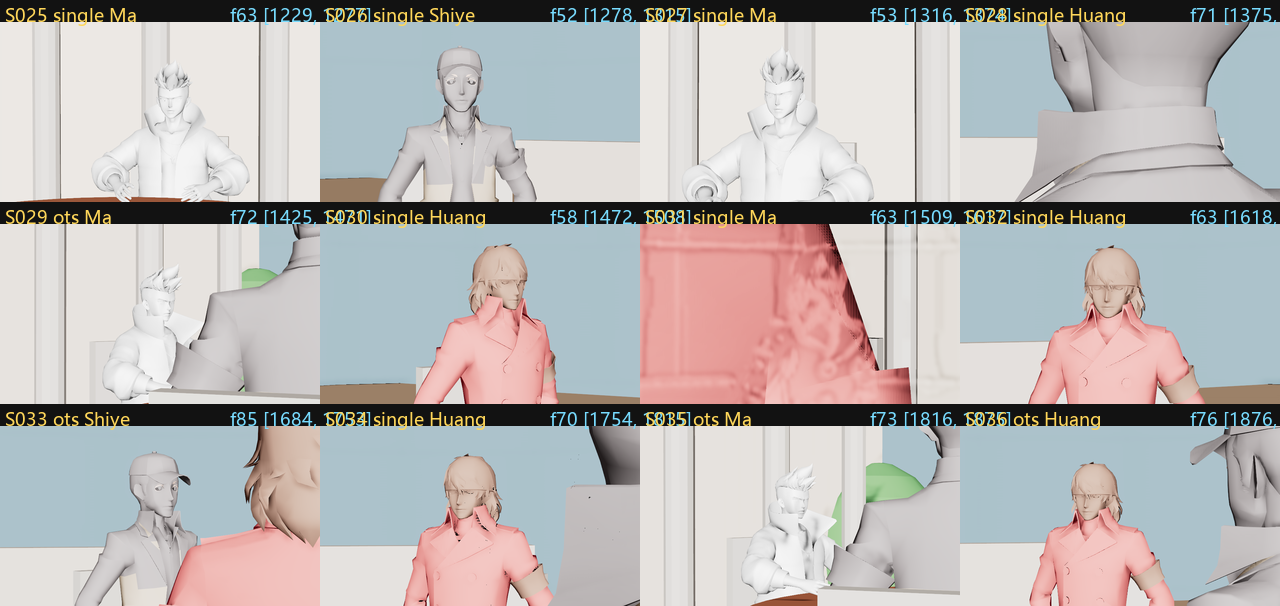 S025 single Ma f63 [1229, S026 single Shiye f52 [1278, S027 single Ma f53 [1316, S028 single Huang f71 [1375,
S029 ots Ma f72 [1425, S030 single Huang f58 [1472, S031 single Ma f63 [1509, S032 single Huang f63 [1618,
S033 ots Shiye f85 [1684, S034 single Huang f70 [1754, S035 ots Ma f73 [1816, S036 ots Huang f76 [1876,